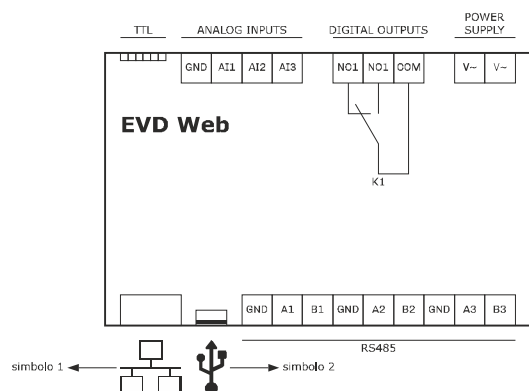 POWER
TTL ANALOG INPUTS DIGITAL OUTPUTS SUPPLY
GND AI1 AI2 AI3 NO1 NO1 COM V~ V~
EVD Web
K1
GND A1 B1 GND A2 B2 GND A3 B3
RS485
simbolo 1 simbolo 2